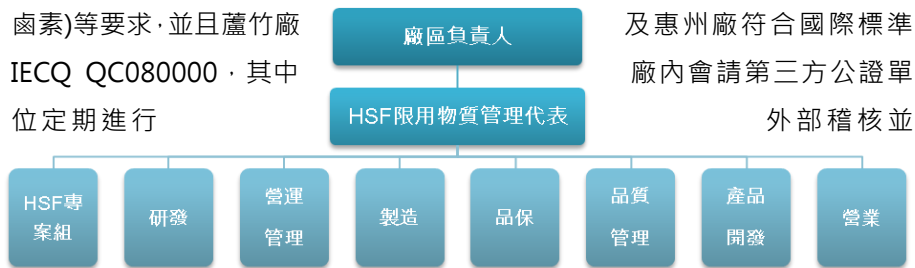 鹵素)等要求，並且蘆竹廠
及惠州廠符合國際標準
IECQ QC080000，其中
廠內會請第三方公證單
位定期進行
外部稽核並
廠區負責人
HSF限用物質管理代表
HSF專
案組
研發
營運
管理
製造
品保
品質
管理
產品
開發
營業